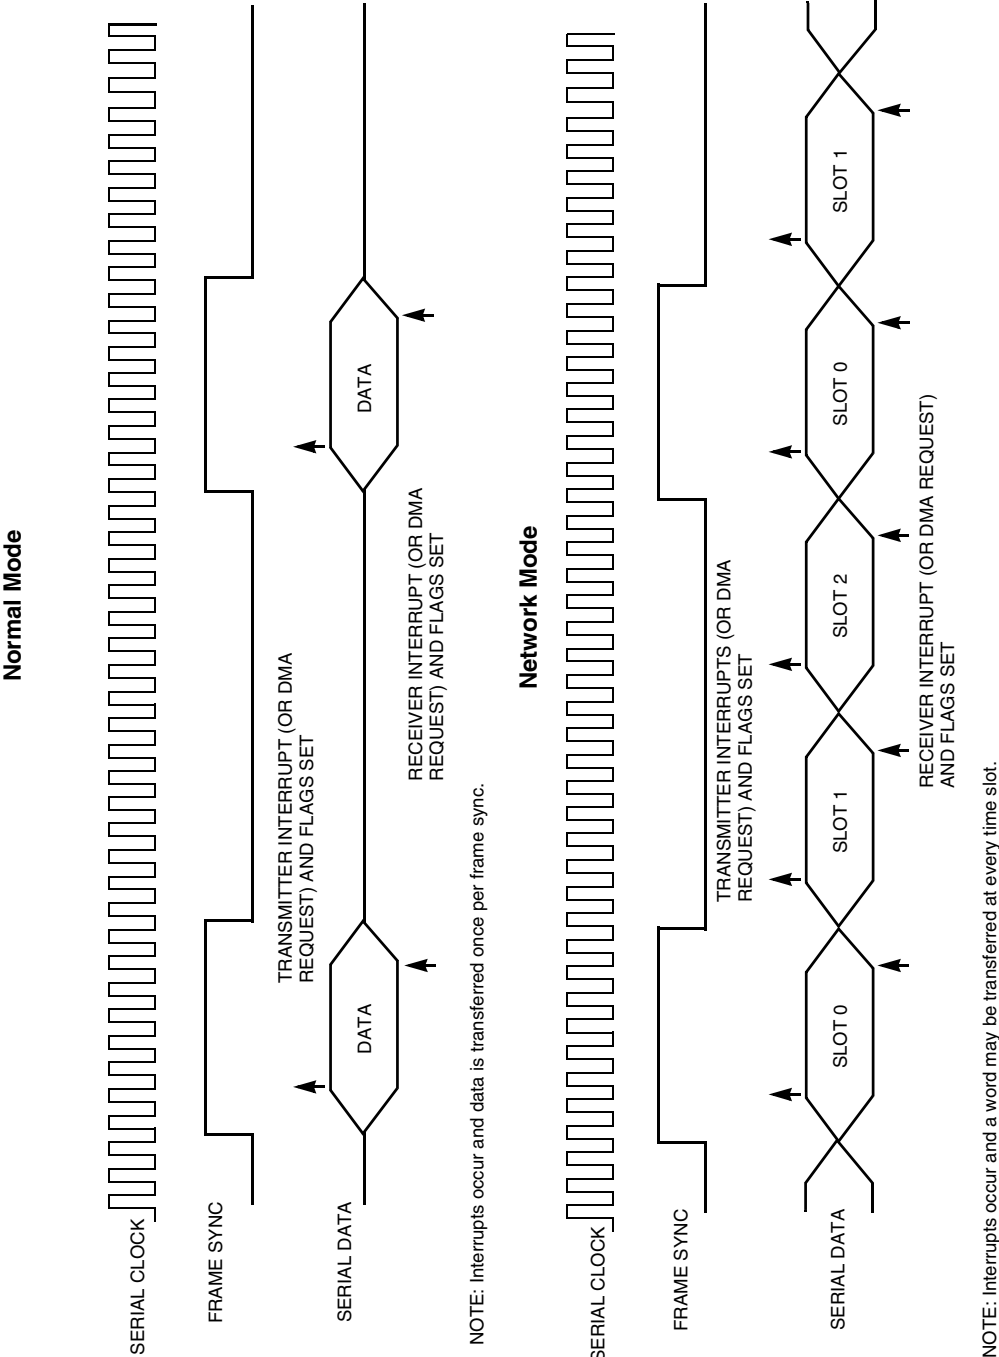 Normal Mode
SERIAL CLOCK
FRAME SYNC
TRANSMITTER INTERRUPT (OR DMA
REQUEST) AND FLAGS SET
SERIAL DATA
DATA
DATA
RECEIVER INTERRUPT (OR DMA
REQUEST) AND FLAGS SET
NOTE: Interrupts occur and data is transferred once per frame sync.
Network Mode
SERIAL CLOCK
FRAME SYNC
TRANSMITTER INTERRUPTS (OR DMA
REQUEST) AND FLAGS SET
SERIAL DATA
SLOT 0
SLOT 1
SLOT 2
SLOT 0
SLOT 1
RECEIVER INTERRUPT (OR DMA REQUEST)
AND FLAGS SET
NOTE: Interrupts occur and a word may be transferred at every time slot.